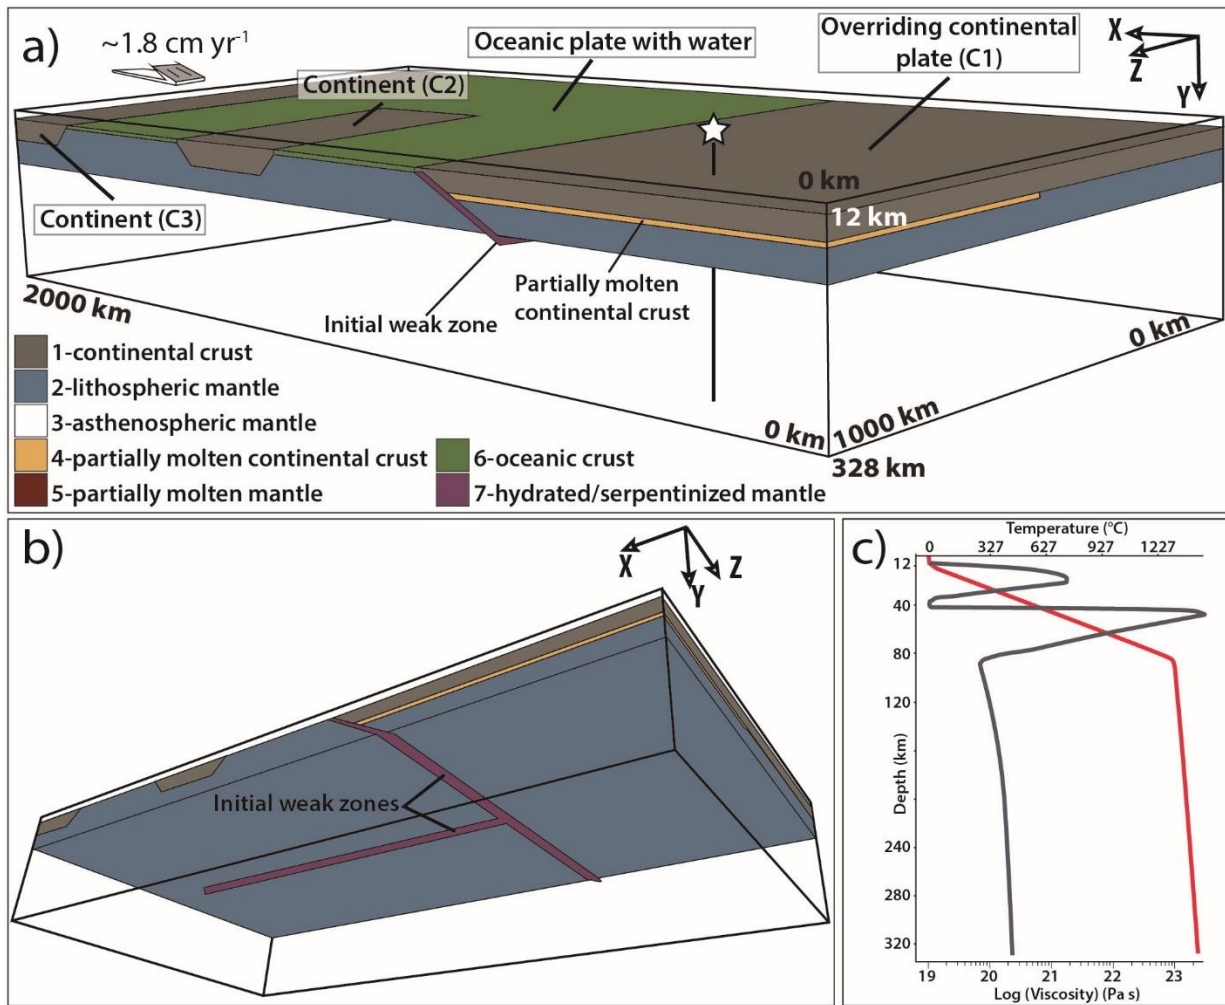 a)
~1.8 cm yr-1
Oceanic plate with water
Overriding continental
plate (C1)
X
Z
Y
Continent (C2)
0 km
12 km
Continent (C3)
Partially molten
continental crust
2000 km
Initial weak zone
0 km
1-continental crust
2-lithospheric mantle
3-asthenospheric mantle
0 km
1000 km
4-partially molten continental crust
6-oceanic crust
328 km
5-partially molten mantle
7-hydrated/serpentinized mantle
b)
X
Y
Z
Initial weak zones
c)
Temperature (°C)
0 327 627 927 1227
12
40
80
120
Depth (km)
240
280
320
19 20 21 22 23
Log (Viscosity) (Pa s)